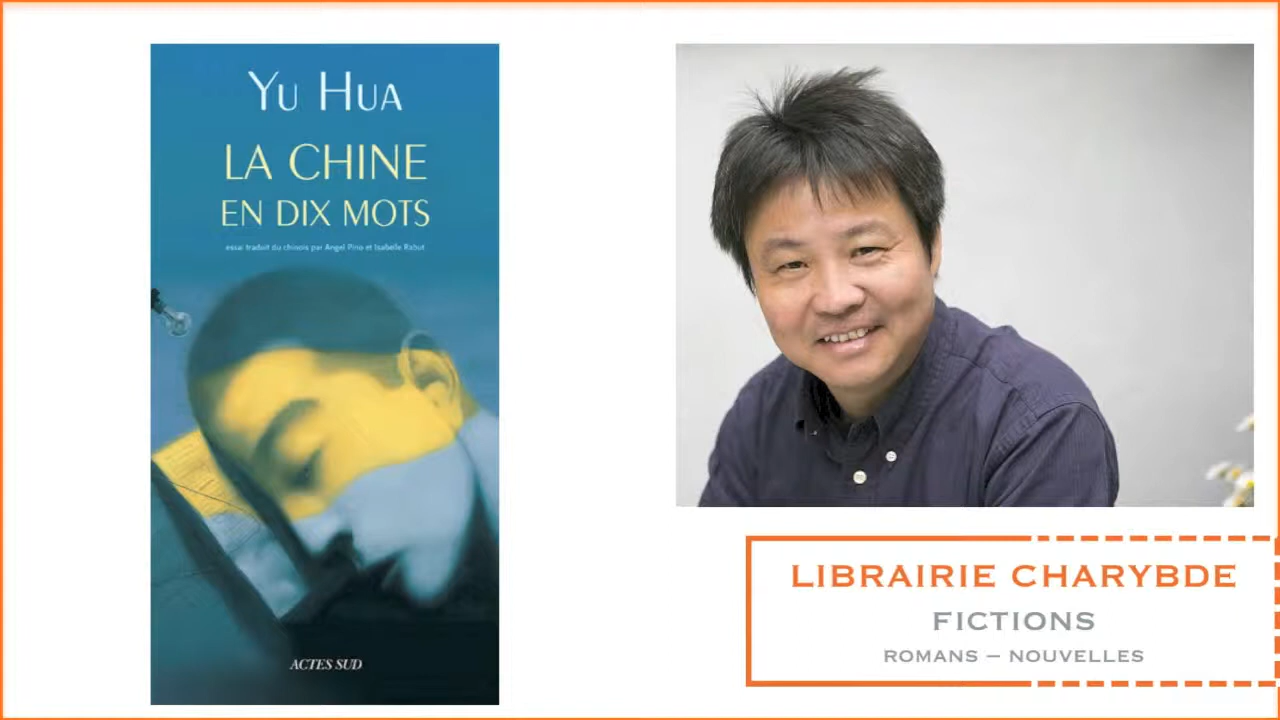 YU HUA
LA CHINE
EN DIX MOTS
essai traduit du chinois par Angel Pino et Isabelle Rabut
ACTES SUD
LIBRAIRIE CHARYBDE
FICTIONS
ROMANS – NOUVELLES